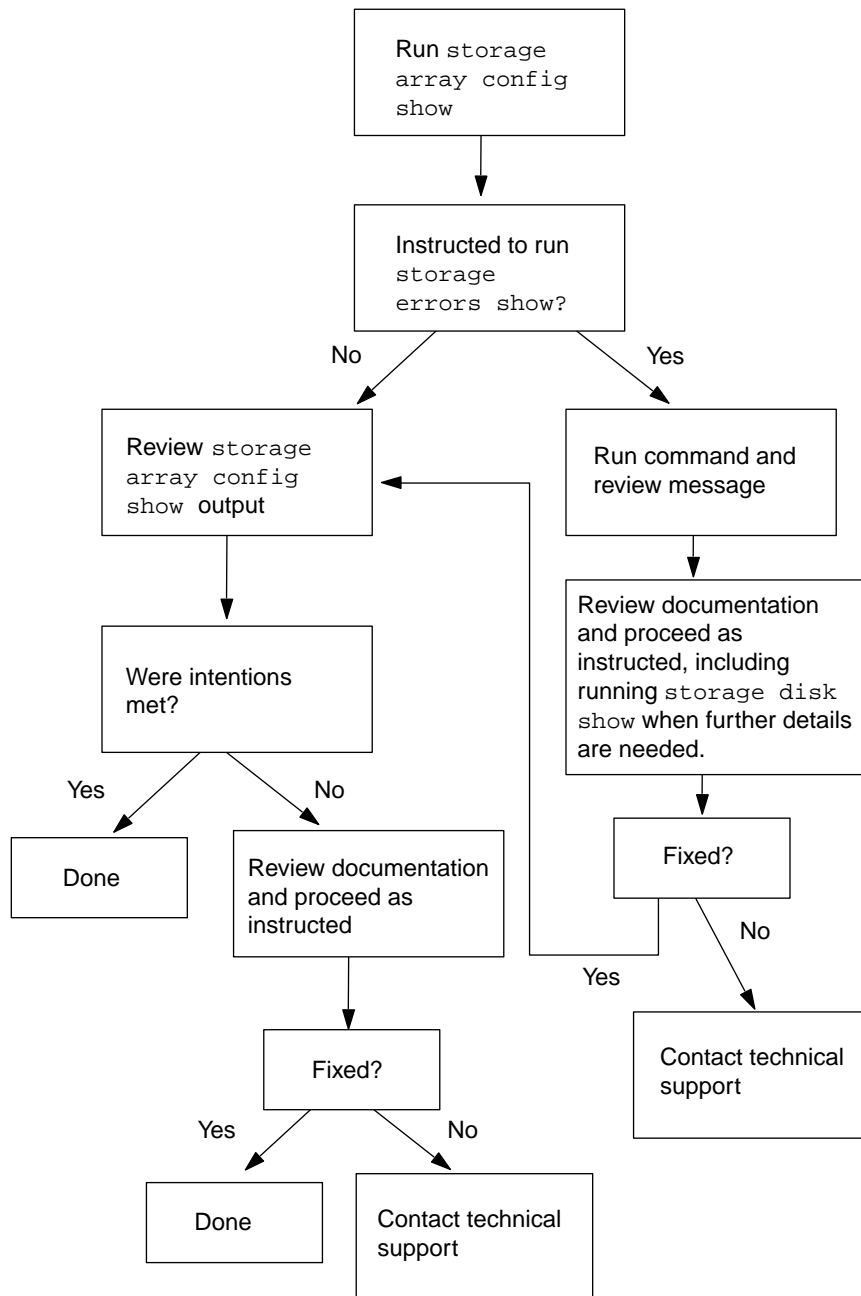 Run storage
array config
show
Instructed to run
storage
errors show?
No
Yes
Review storage
array config
show output
Run command and
review message
Review documentation
and proceed as
instructed, including
running storage disk
show when further details
are needed.
Were intentions
met?
Yes
No
Done
Review documentation
and proceed as
instructed
Fixed?
No
Yes
Contact technical
support
Fixed?
Yes
No
Done
Contact technical
support